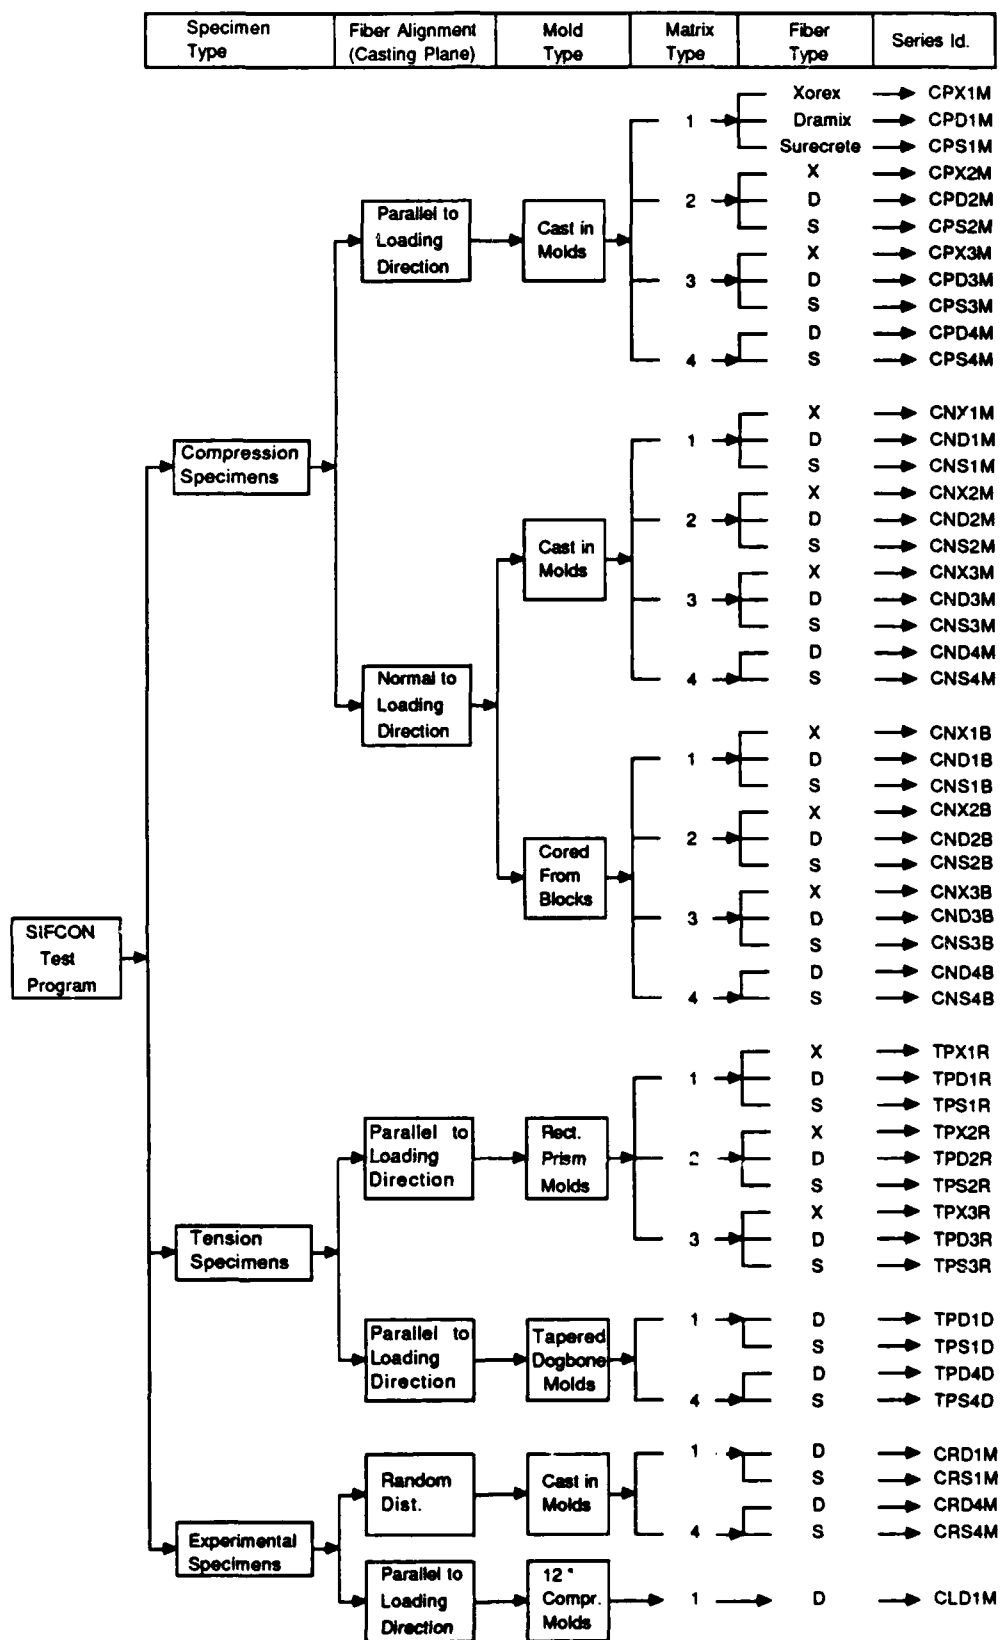 Specimen Type
Fiber Alignment (Casting Plane)
Mold Type
Matrix Type
Fiber Type
Series Id.
SIFCON
Test
Program
Compression
Specimens
Parallel to
Loading
Direction
Cast in
Molds
1
Xorex CPX1M
Dramix CPD1M
Surecrete CPS1M
2
X CPX2M
D CPD2M
S CPS2M
3
X CPX3M
D CPD3M
S CPS3M
4
D CPD4M
S CPS4M
Normal to
Loading
Direction
Cast in
Molds
1
X CNX1M
D CND1M
S CNS1M
2
X CNX2M
D CND2M
S CNS2M
3
X CNX3M
D CND3M
S CNS3M
4
D CND4M
S CNS4M
Cored
From
Blocks
1
X CNX1B
D CND1B
S CNS1B
2
X CNX2B
D CND2B
S CNS2B
3
X CNX3B
D CND3B
S CNS3B
4
D CND4B
S CNS4B
Tension
Specimens
Parallel to
Loading
Direction
Rect.
Prism
Molds
1
X TPX1R
D TPD1R
S TPS1R
2
X TPX2R
D TPD2R
S TPS2R
3
X TPX3R
D TPD3R
S TPS3R
Parallel to
Loading
Direction
Tapered
Dogbone
Molds
1
D TPD1D
S TPS1D
4
D TPD4D
S TPS4D
Experimental
Specimens
Random
Dist.
Cast in
Molds
1
D CRD1M
S CRS1M
4
D CRD4M
S CRS4M
Parallel to
Loading
Direction
12 "
Compr.
Molds
1
D CLD1M